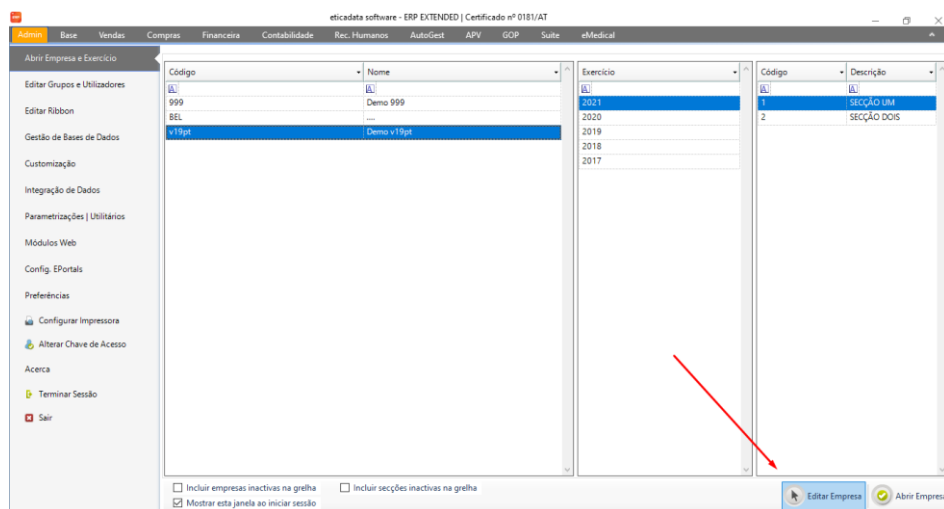 eticadata software - ERP EXTENDED | Certificado nº 0181/AT
Admin Base Vendas Compras Financeira Contabilidade Rec. Humanos AutoGest APV GOP Suite eMedical
Abrir Empresa e Exercício
Editar Grupos e Utilizadores
Editar Ribbon
Gestão de Bases de Dados
Customização
Integração de Dados
Parametrizações | Utilitários
Módulos Web
Config. EPortals
Preferências
Configurar Impressora
Alterar Chave de Acesso
Acerca
Terminar Sessão
Sair
Código Nome
999 Demo 999
BEL ....
v19pt Demo v19pt
Exercício
2021
2020
2019
2018
2017
Código Descrição
1 SECÇÃO UM
2 SECÇÃO DOIS
Incluir empresas inactivas na grelha Incluir secções inactivas na grelha
Mostrar esta janela ao iniciar sessão
Editar Empresa Abrir Empresa